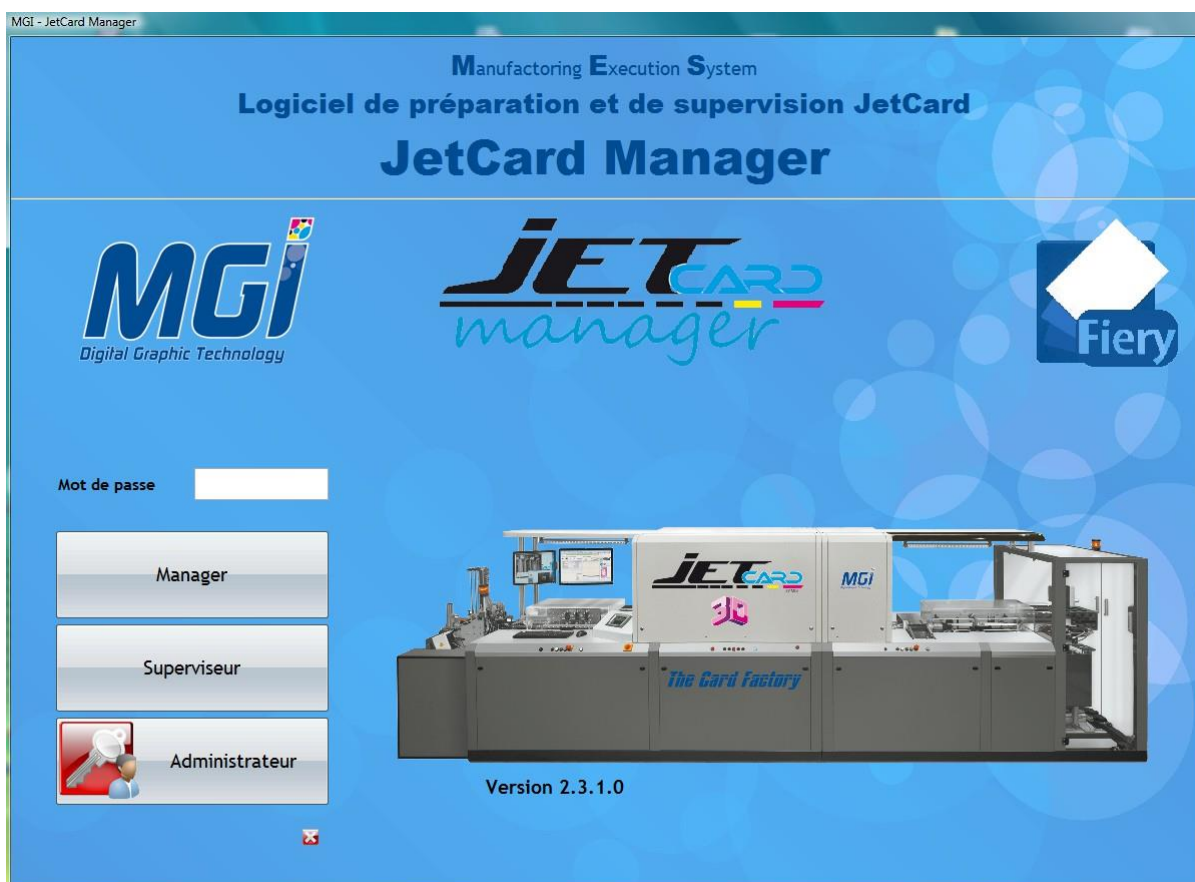 MGI - JetCard Manager
Manufactoring Execution System
Logiciel de préparation et de supervision JetCard
JetCard Manager
MGI
Digital Graphic Technology
JET CARD
manager
Fiery
Mot de passe
Manager
Superviseur
Administrateur
JET CARD
3D
MGI
The Card Factory
Version 2.3.1.0